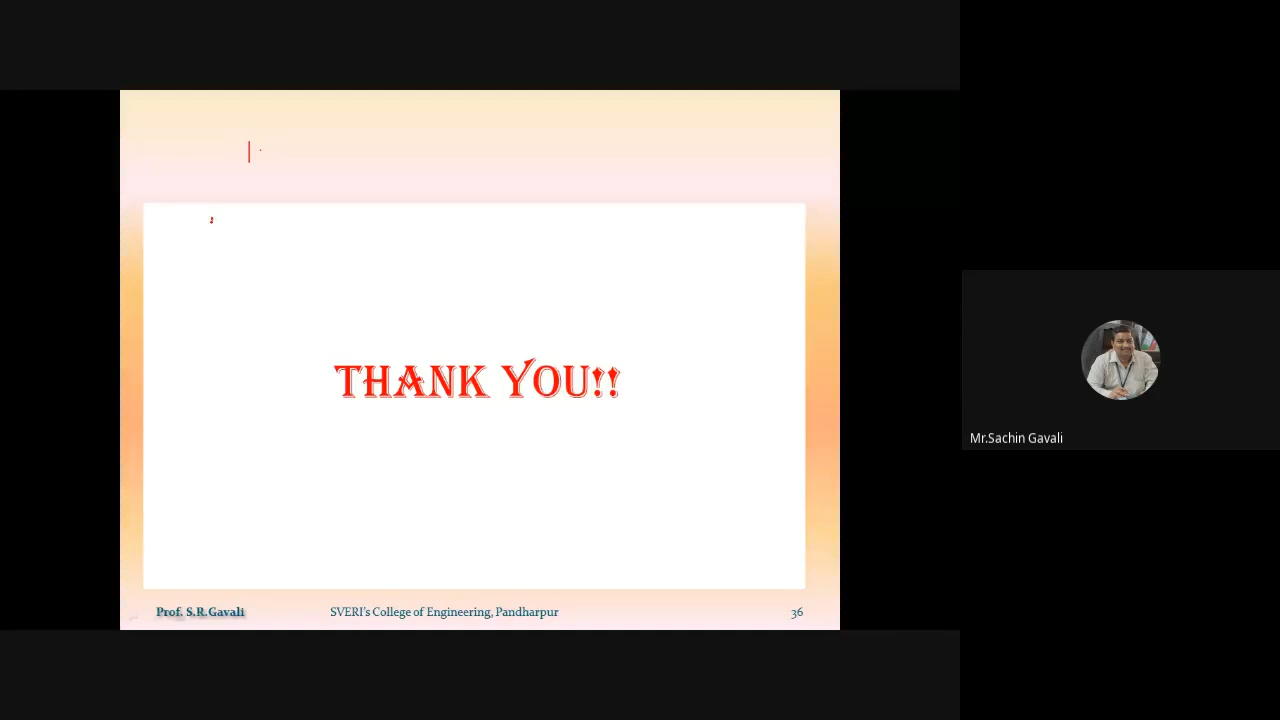 THANK YOU!!
Prof. S.R.Gavali
SVERI's College of Engineering, Pandharpur
36
Mr.Sachin Gavali